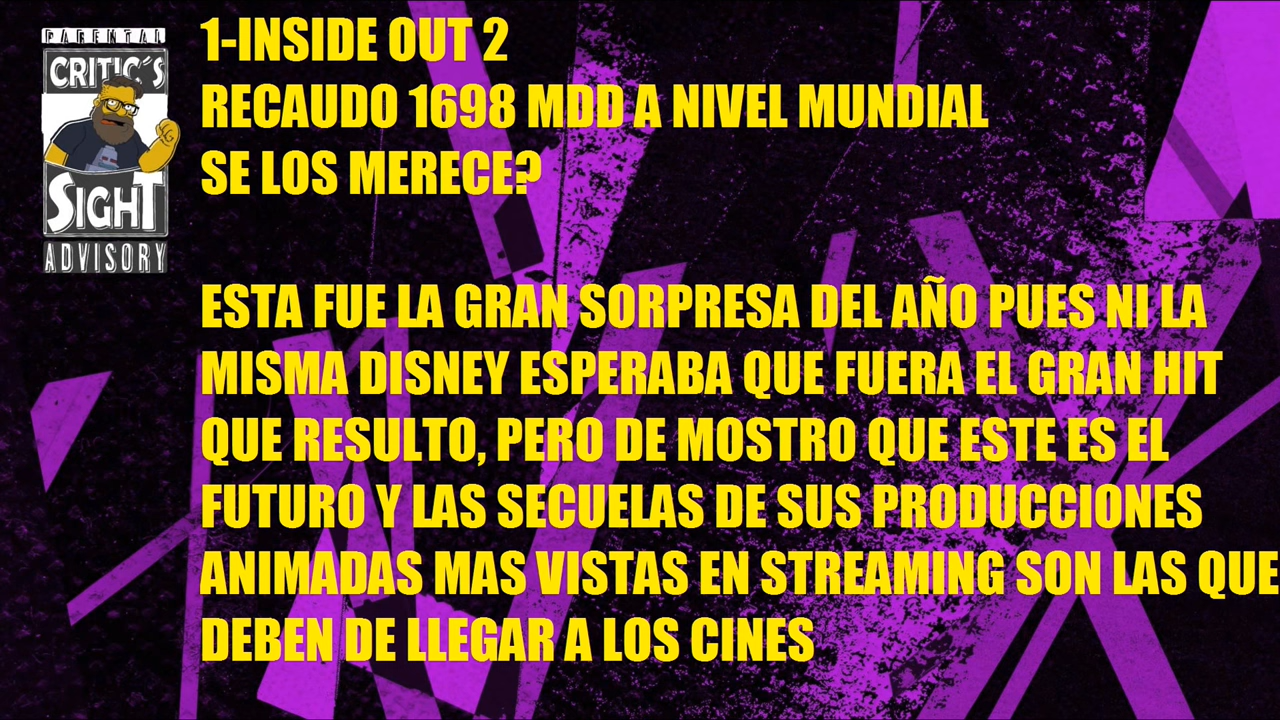 PARENTAL
CRITIC´S
SIGHT
ADVISORY
1-INSIDE OUT 2
RECAUDO 1698 MDD A NIVEL MUNDIAL
SE LOS MERECE?
ESTA FUE LA GRAN SORPRESA DEL AÑO PUES NI LA
MISMA DISNEY ESPERABA QUE FUERA EL GRAN HIT
QUE RESULTO, PERO DE MOSTRO QUE ESTE ES EL
FUTURO Y LAS SECUELAS DE SUS PRODUCCIONES
ANIMADAS MAS VISTAS EN STREAMING SON LAS QUE
DEBEN DE LLEGAR A LOS CINES